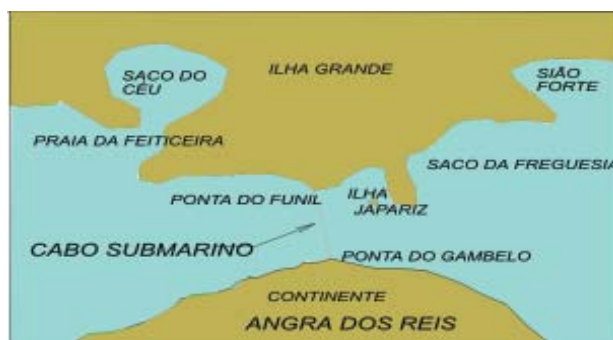 SACO DO
CÉU
ILHA GRANDE
SIÃO
FORTE
PRAIA DA FEITICEIRA
SACO DA FREGUESIA
PONTA DO FUNIL
ILHA
JAPARIZ
CABO SUBMARINO
PONTA DO GAMBELO
CONTINENTE
ANGRA DOS REIS